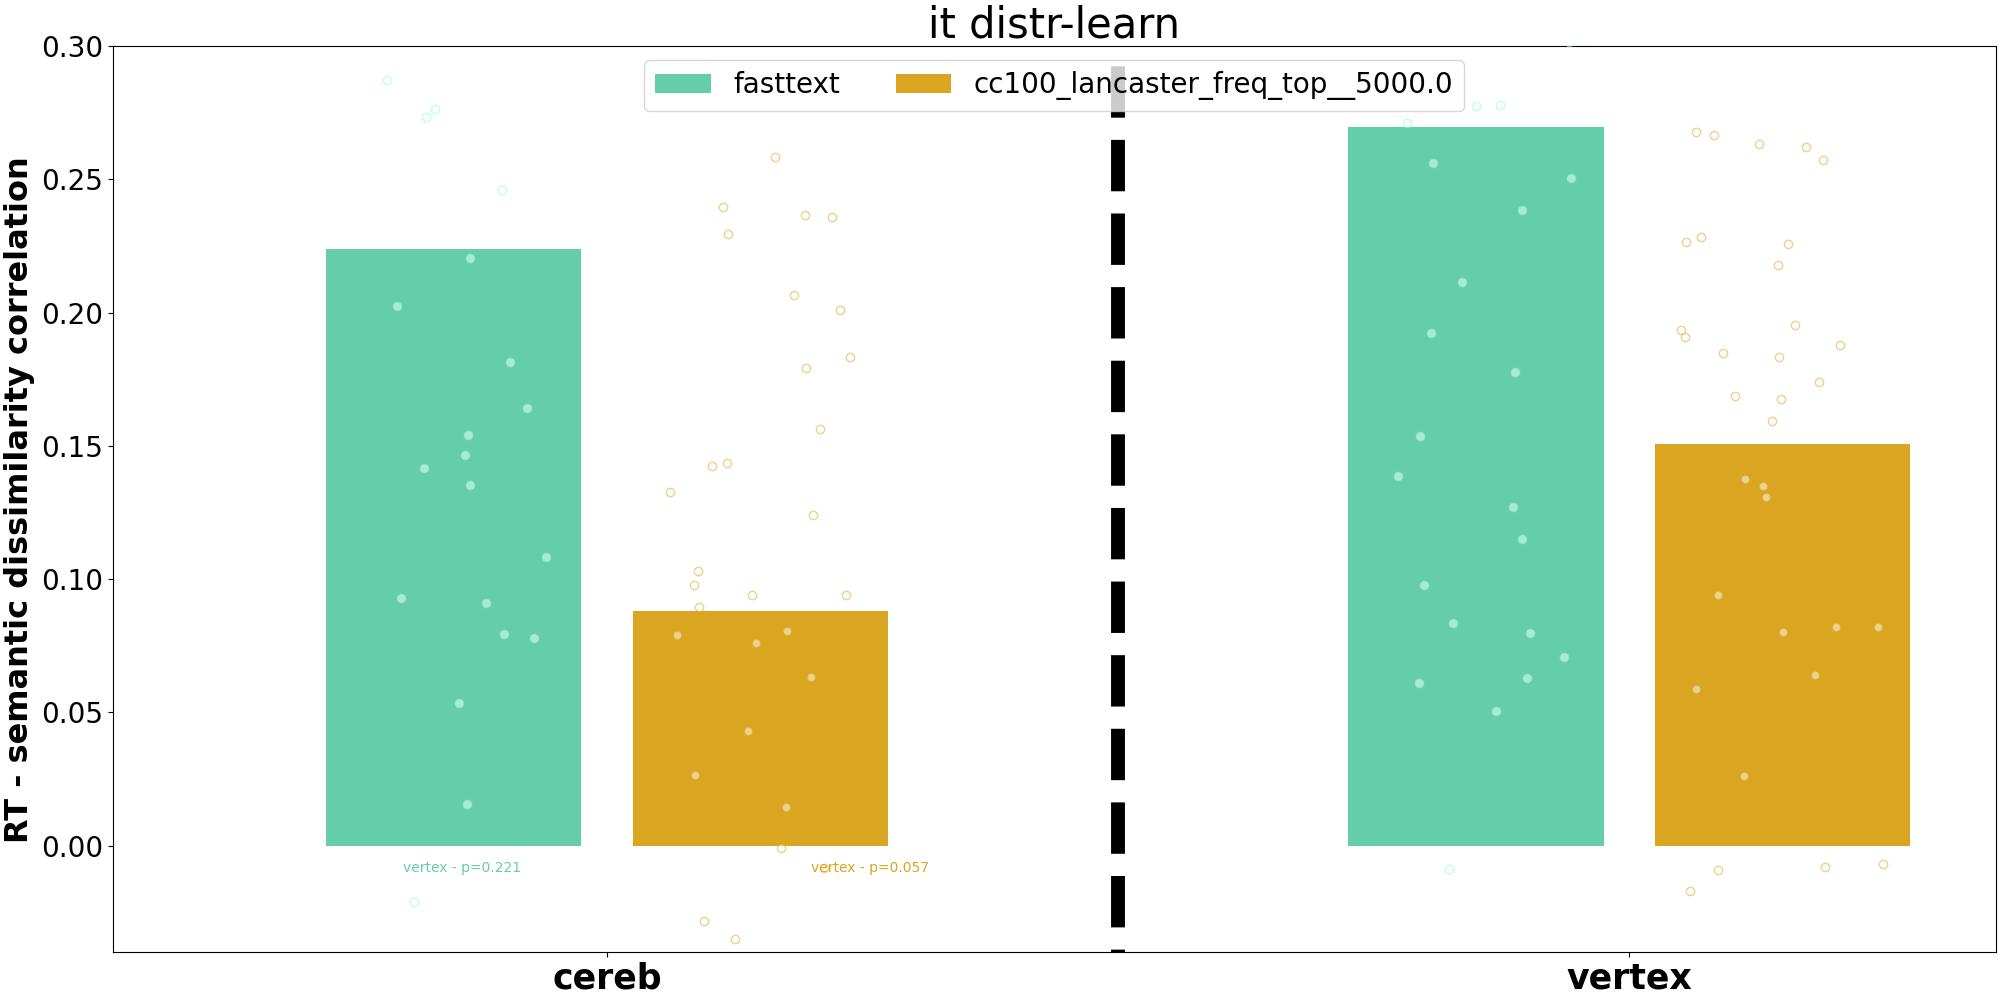 it distr-learn
fasttext
cc100_lancaster_freq_top__5000.0
RT - semantic dissimilarity correlation
0.30
0.25
0.20
0.15
0.10
0.05
0.00
vertex - p=0.221
vertex - p=0.057
cereb
vertex